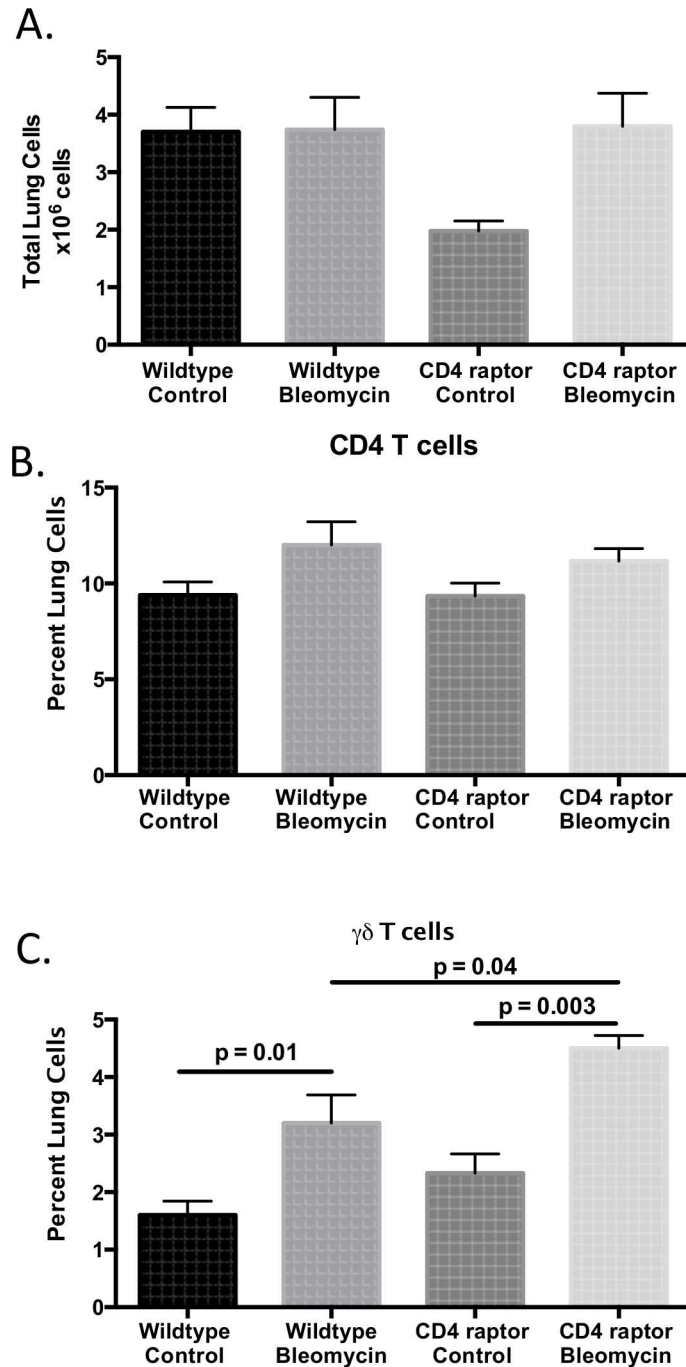 A.
Total Lung Cells
x10⁶ cells
5
4
3
2
1
0
Wildtype
Control
Wildtype
Bleomycin
CD4 raptor
Control
CD4 raptor
Bleomycin
B.
CD4 T cells
Percent Lung Cells
15
10
5
0
Wildtype
Control
Wildtype
Bleomycin
CD4 raptor
Control
CD4 raptor
Bleomycin
C.
γδ T cells
p = 0.04
p = 0.003
p = 0.01
Percent Lung Cells
5
4
3
2
1
0
Wildtype
Control
Wildtype
Bleomycin
CD4 raptor
Control
CD4 raptor
Bleomycin